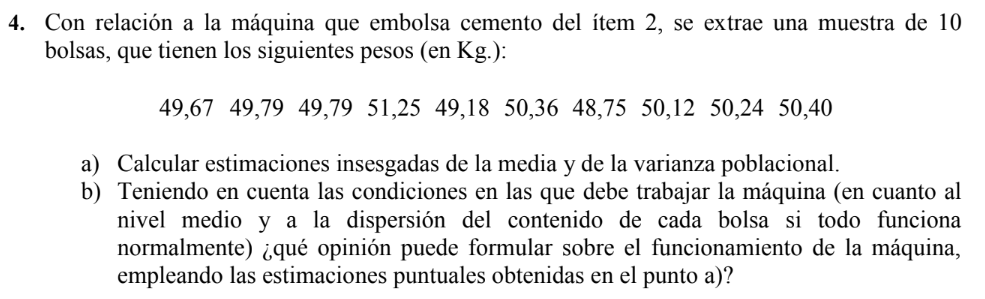 4. Con relación a la máquina que embolsa cemento del ítem 2, se extrae una muestra de 10
bolsas, que tienen los siguientes pesos (en Kg.):
49,67 49,79 49,79 51,25 49,18 50,36 48,75 50,12 50,24 50,40
a) Calcular estimaciones insesgadas de la media y de la varianza poblacional.
b) Teniendo en cuenta las condiciones en las que debe trabajar la máquina (en cuanto al
nivel medio y a la dispersión del contenido de cada bolsa si todo funciona
normalmente) ¿qué opinión puede formular sobre el funcionamiento de la máquina,
empleando las estimaciones puntuales obtenidas en el punto a)?